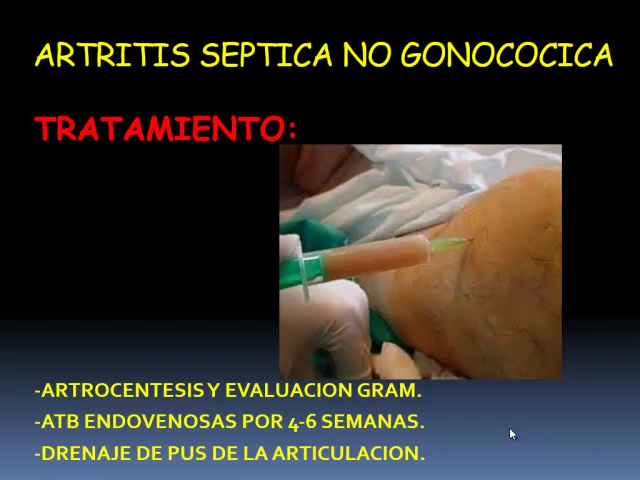 ARTRITIS SEPTICA NO GONOCOCICA
TRATAMIENTO:
-ARTROCENTESIS Y EVALUACION GRAM.
-ATB ENDOVENOSAS POR 4-6 SEMANAS.
-DRENAJE DE PUS DE LA ARTICULACION.